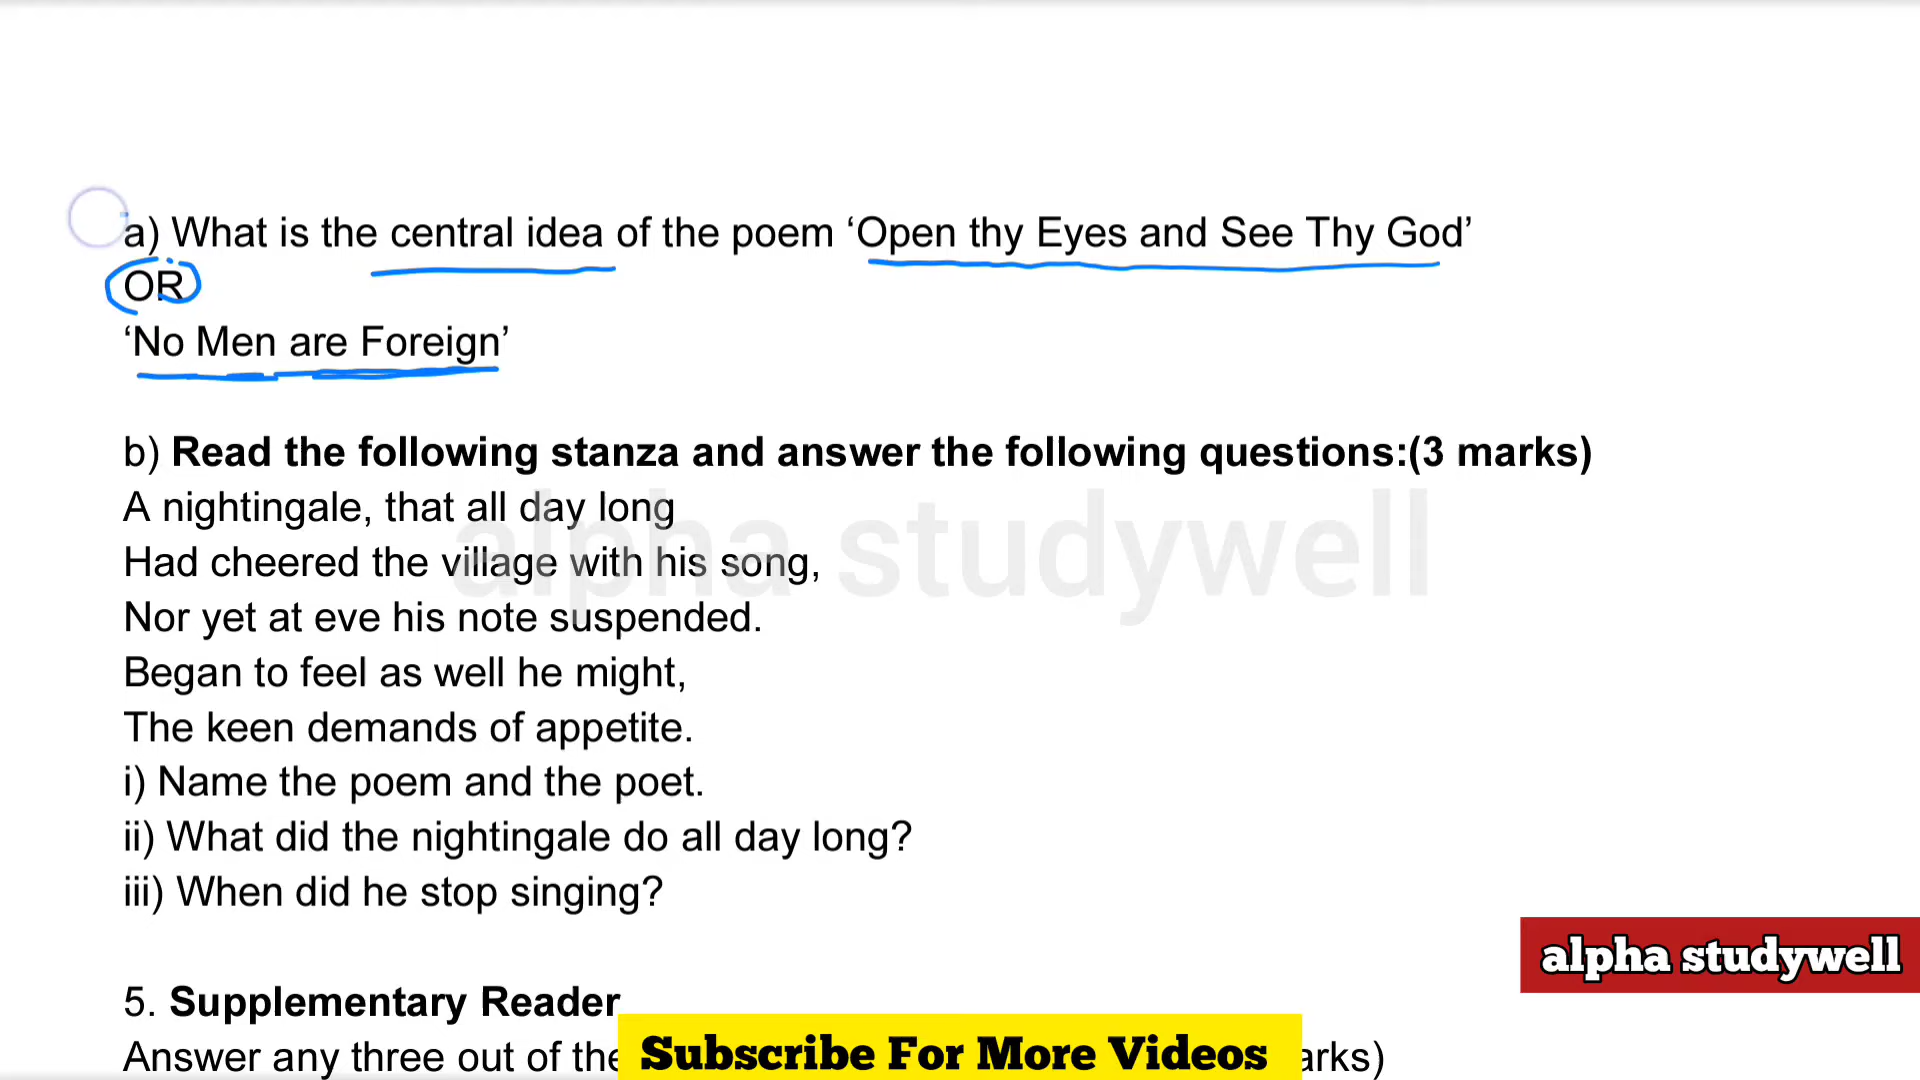 a) What is the central idea of the poem ‘Open thy Eyes and See Thy God’
OR
‘No Men are Foreign’
b) Read the following stanza and answer the following questions:(3 marks)
A nightingale, that all day long
Had cheered the village with his song,
Nor yet at eve his note suspended.
Began to feel as well he might,
The keen demands of appetite.
i) Name the poem and the poet.
ii) What did the nightingale do all day long?
iii) When did he stop singing?
alpha studywell
alpha studywell
5. Supplementary Reader
Answer any three out of the
Subscribe For More Videos